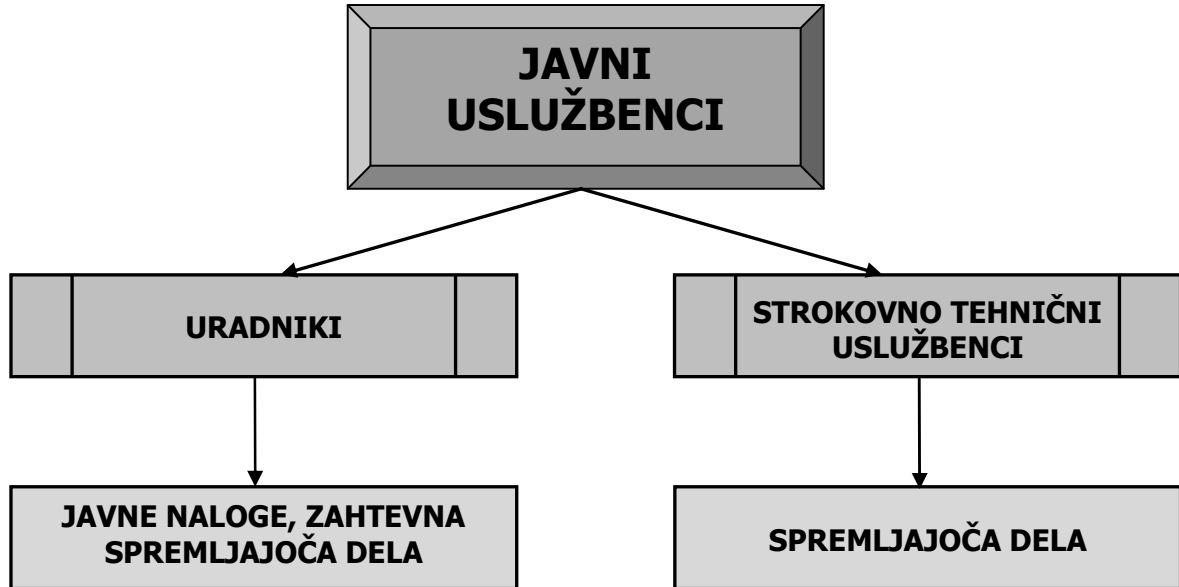 JAVNI
USLUŽBENCI
URADNIKI
STROKOVNO TEHNIČNI
USLUŽBENCI
JAVNE NALOGE, ZAHTEVNA
SPREMLJAJOČA DELA
SPREMLJAJOČA DELA